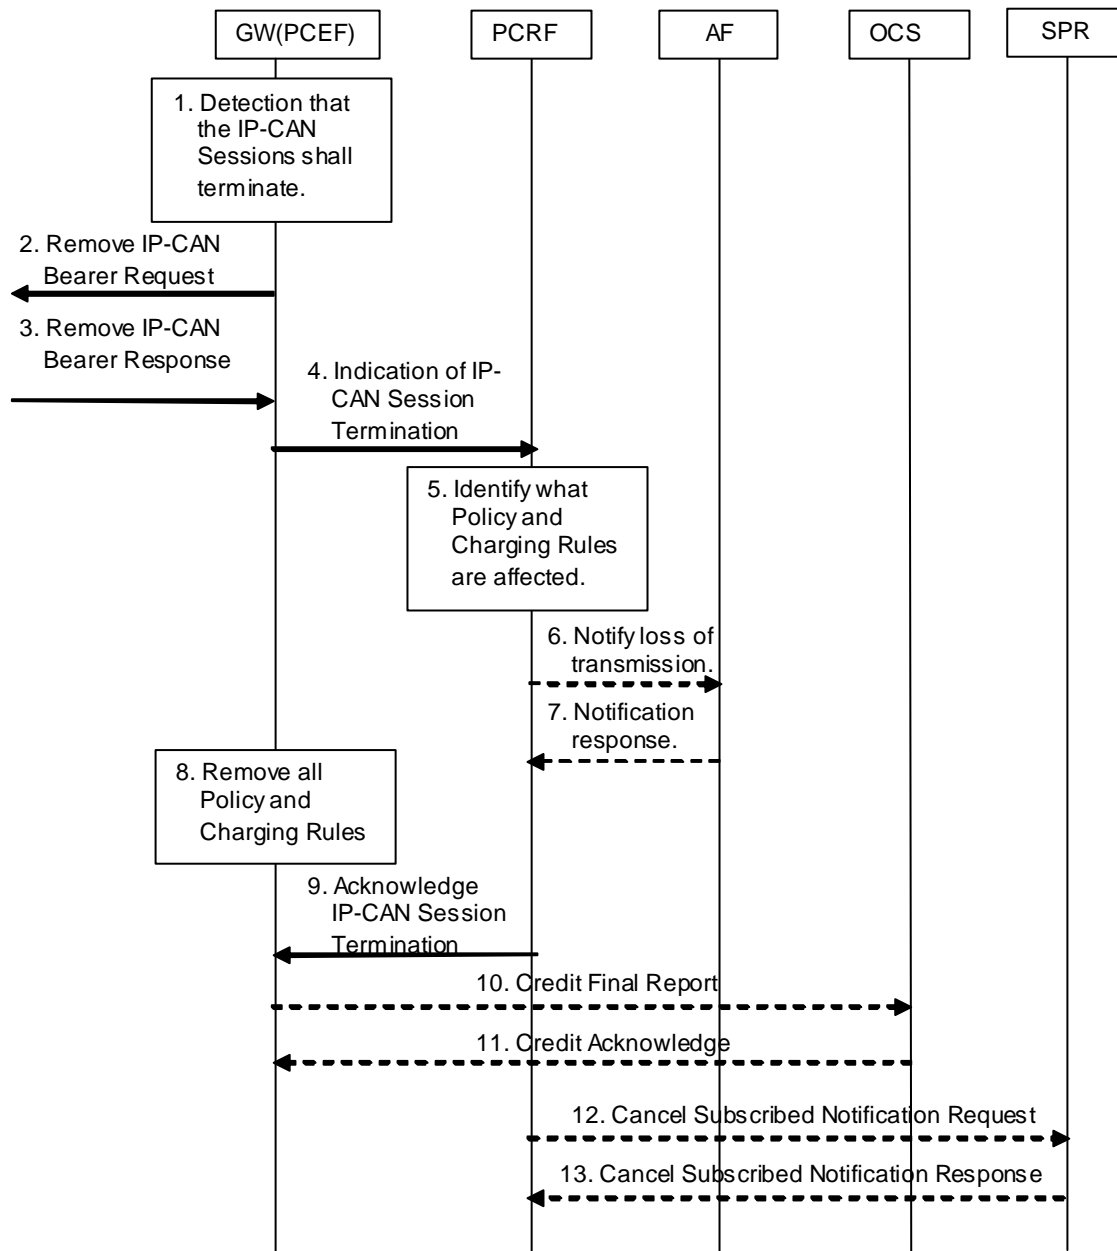 GW(PCEF)
PCRF
AF
OCS
SPR
1. Detection that
the IP-CAN
Sessions shall
terminate.
2. Remove IP-CAN
Bearer Request
3. Remove IP-CAN
Bearer Response
4. Indication of IP-
CAN Session
Termination
5. Identify what
Policy and
Charging Rules
are affected.
6. Notify loss of
transmission.
7. Notification
response.
8. Remove all
Policy and
Charging Rules
9. Acknowledge
IP-CAN Session
Termination
10. Credit Final Report
11. Credit Acknowledge
12. Cancel Subscribed Notification Request
13. Cancel Subscribed Notification Response